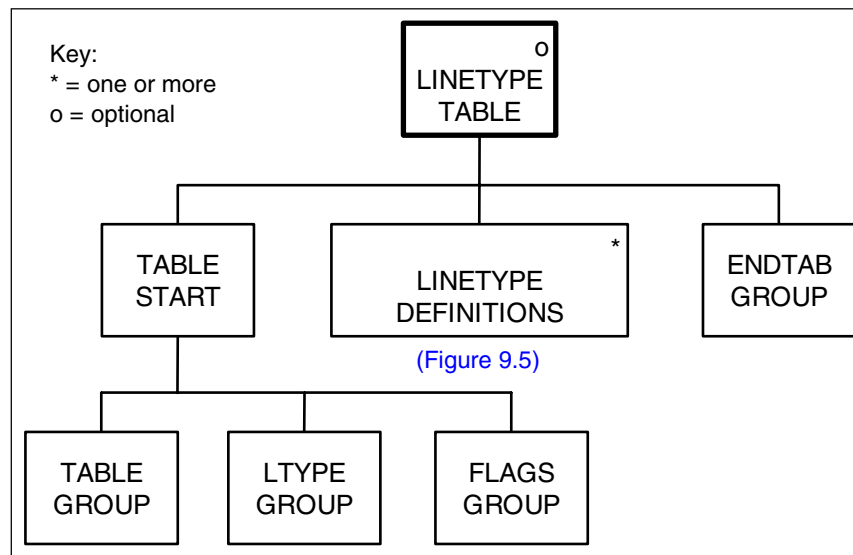 Key:
* = one or more
o = optional
o
LINETYPE
TABLE
TABLE
START
*
LINETYPE
DEFINITIONS
(Figure 9.5)
ENDTAB
GROUP
TABLE
GROUP
LTYPE
GROUP
FLAGS
GROUP